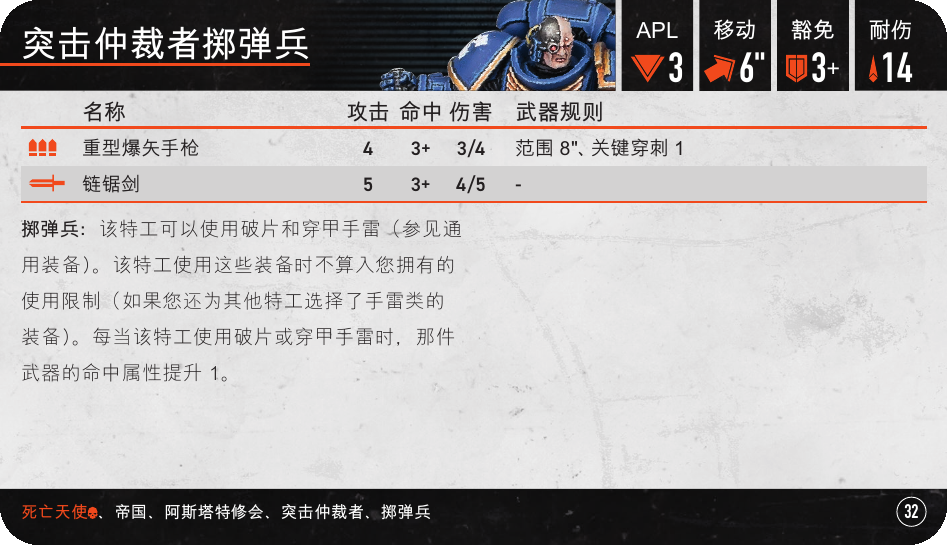 突击仲裁者掷弹兵
APL 移动 豁免 耐伤
3 6" 3+ 14
名称 攻击 命中 伤害 武器规则
重型爆矢手枪 4 3+ 3/4 范围 8"、关键穿刺 1
链锯剑 5 3+ 4/5 -
掷弹兵：该特工可以使用破片和穿甲手雷（参见通
用装备）。该特工使用这些装备时不算入您拥有的
使用限制（如果您还为其他特工选择了手雷类的
装备）。每当该特工使用破片或穿甲手雷时，那件
武器的命中属性提升 1。
死亡天使、帝国、阿斯塔特修会、突击仲裁者、掷弹兵
32